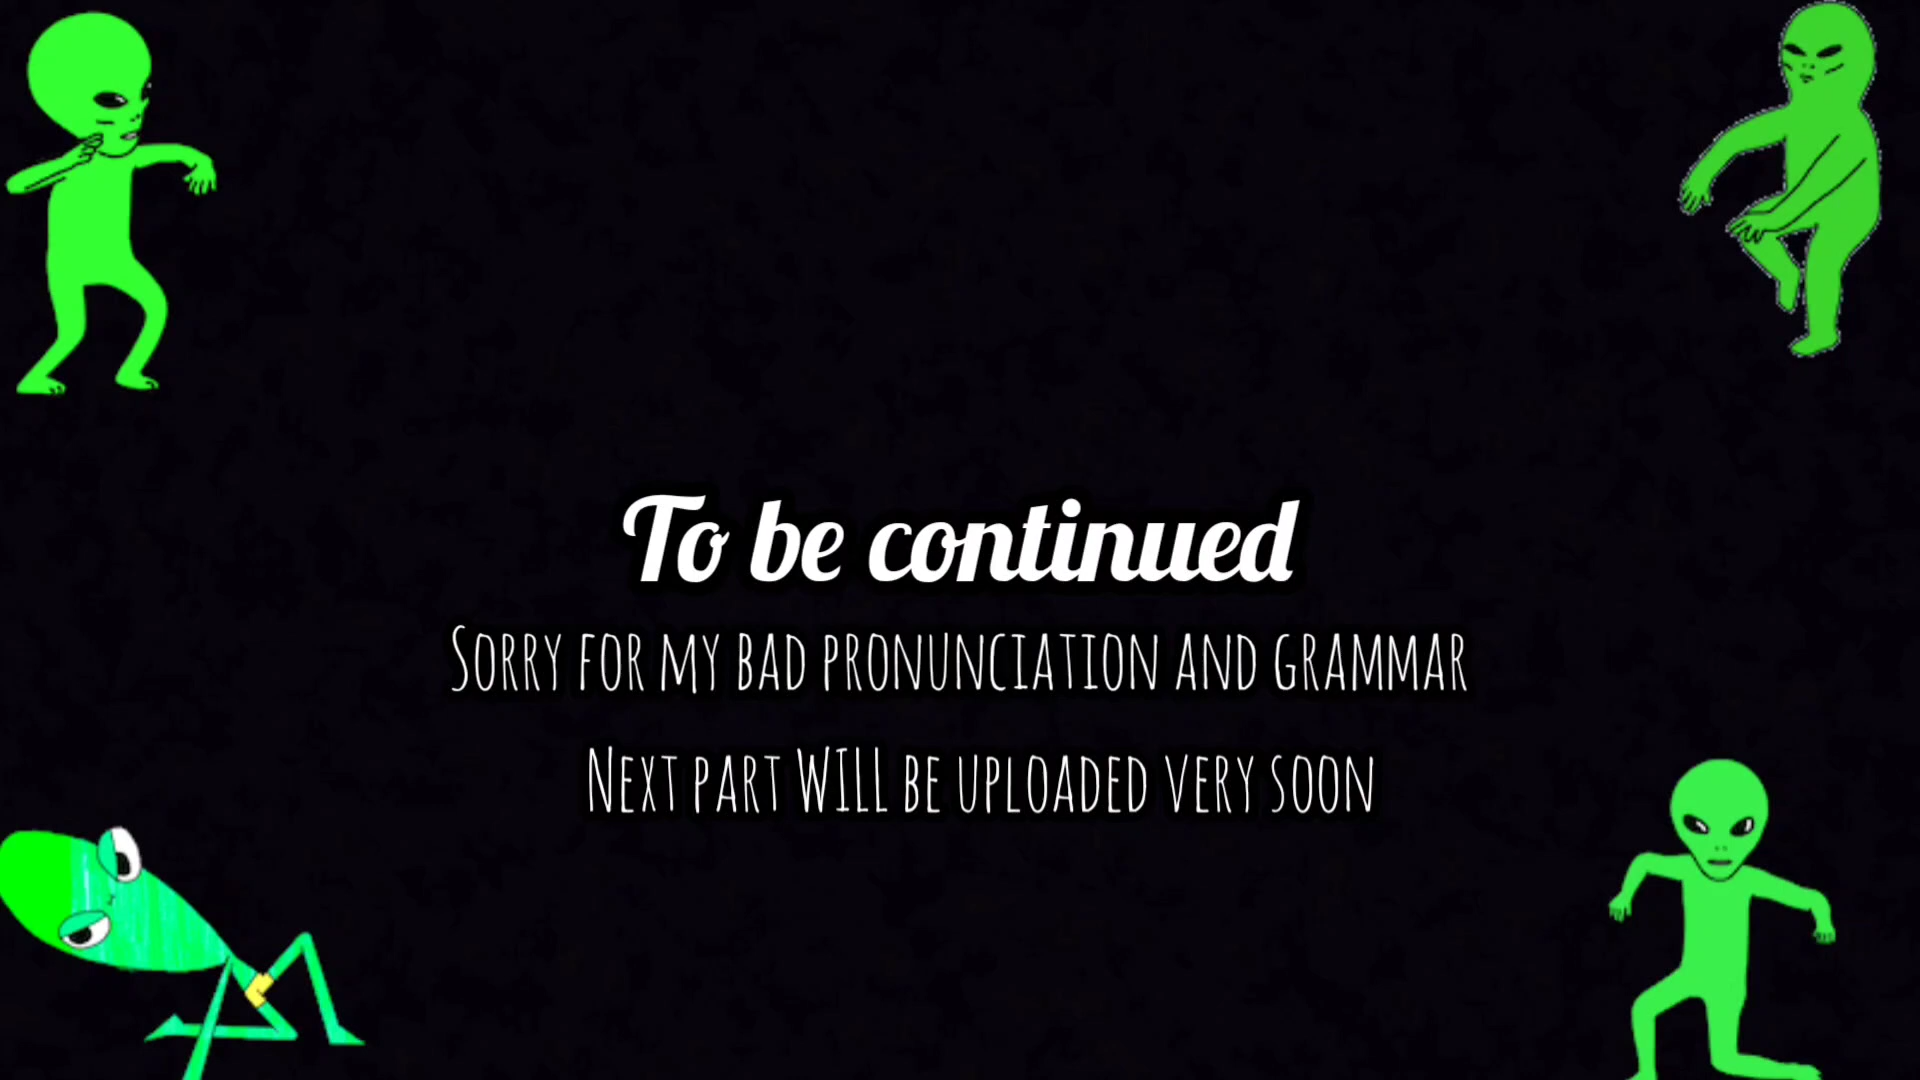 To be continued
Sorry for my bad pronunciation and grammar
Next part WILL be uploaded very soon